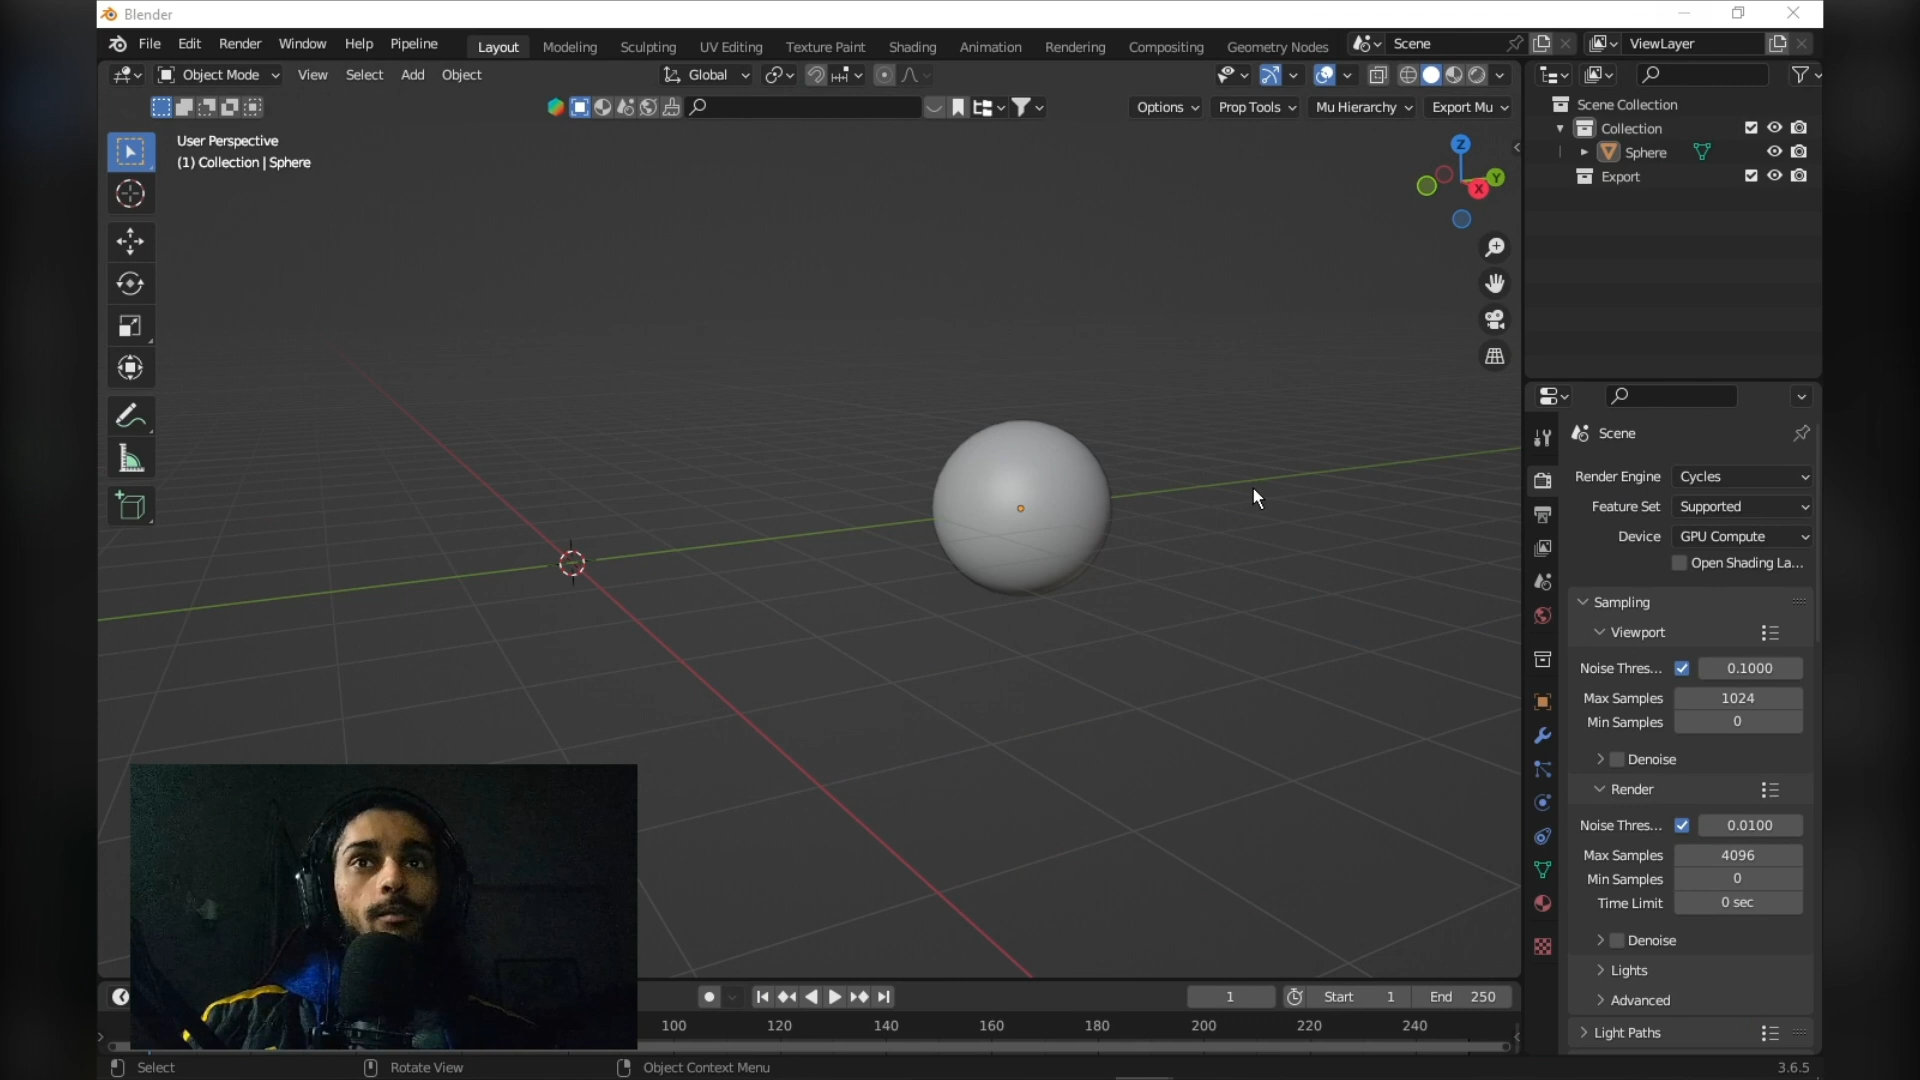 Blender
File Edit Render Window Help Pipeline Layout Modeling Sculpting UV Editing Texture Paint Shading Animation Rendering Compositing Geometry Nodes Scene ViewLayer
Object Mode View Select Add Object Global
Options Prop Tools Mu Hierarchy Export Mu
User Perspective
(1) Collection | Sphere
Z
Y
X
Scene Collection
Collection
Sphere
Export
Scene
Render Engine Cycles
Feature Set Supported
Device GPU Compute
Open Shading La...
Sampling
Viewport
Noise Thres... 0.1000
Max Samples 1024
Min Samples 0
Denoise
Render
Noise Thres... 0.0100
Max Samples 4096
Min Samples 0
Time Limit 0 sec
Denoise
Lights
Advanced
Light Paths
1 Start 1 End 250
100 120 140 160 180 200 220 240
Select Rotate View Object Context Menu 3.6.5